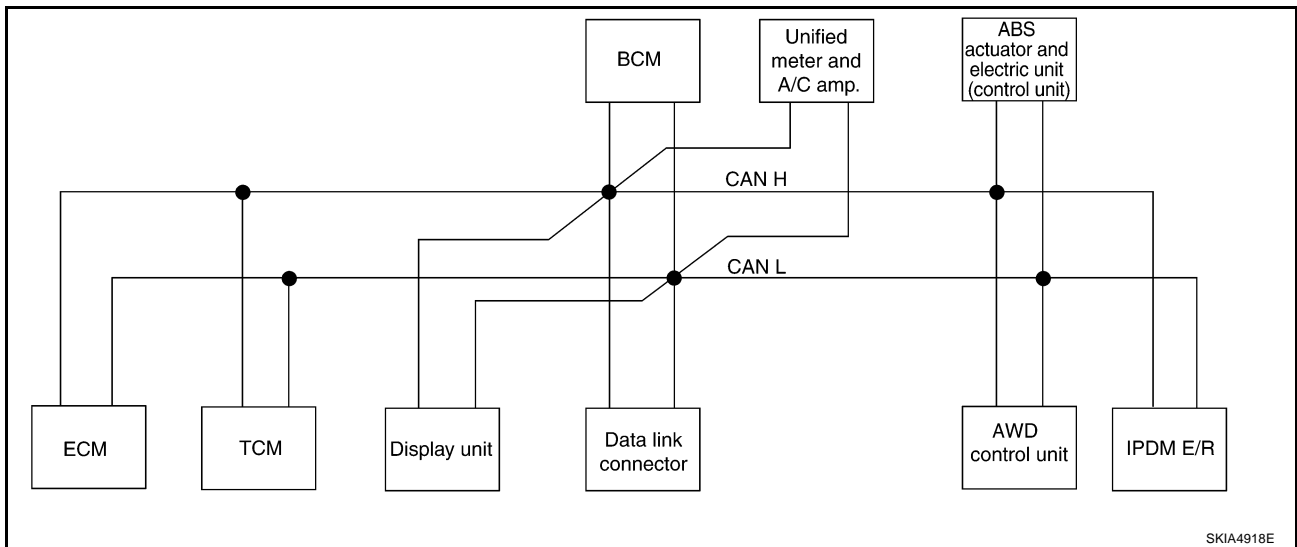 BCM
Unified
meter and
A/C amp.
ABS
actuator and
electric unit
(control unit)
CAN H
CAN L
ECM
TCM
Display unit
Data link
connector
AWD
control unit
IPDM E/R
SKIA4918E